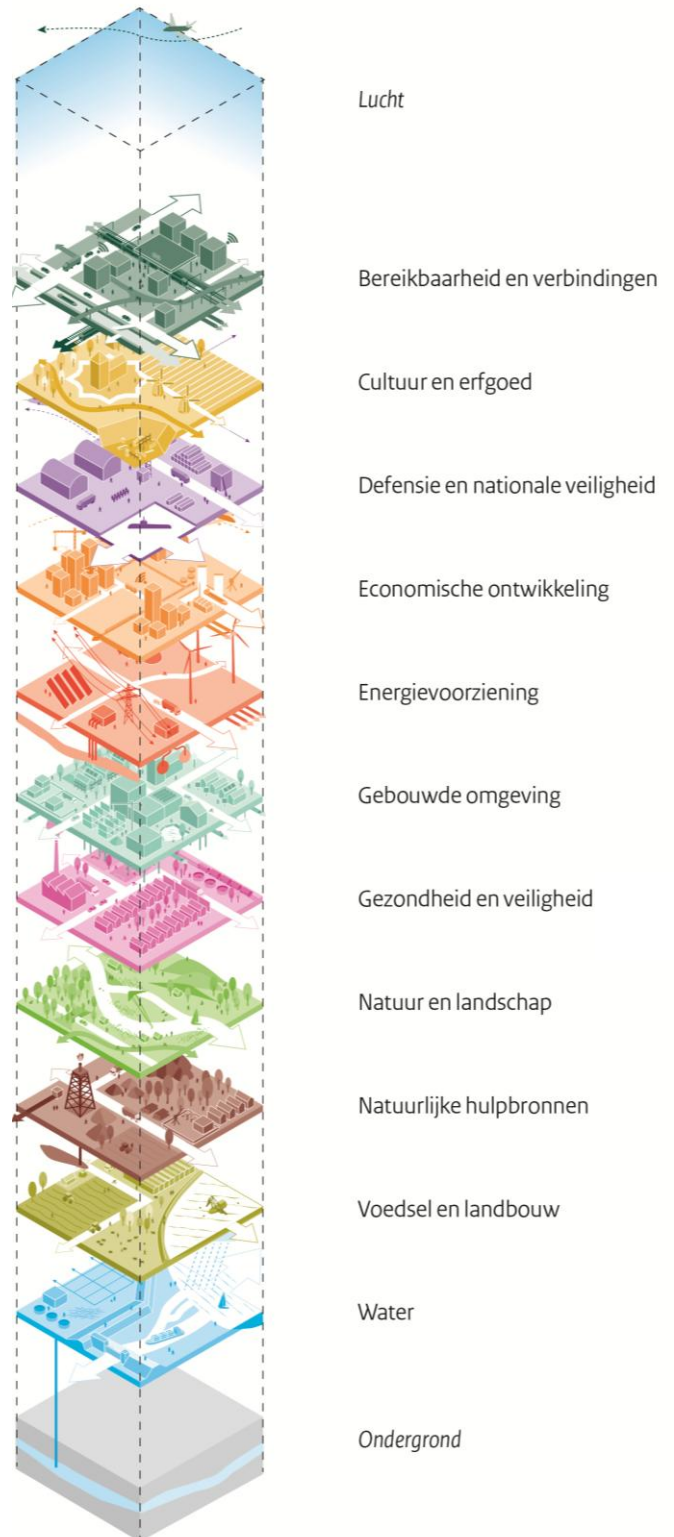 Lucht
Bereikbaarheid en verbindingen
Cultuur en erfgoed
Defensie en nationale veiligheid
Economische ontwikkeling
Energievoorziening
Gebouwde omgeving
Gezondheid en veiligheid
Natuur en landschap
Natuurlijke hulpbronnen
Voedsel en landbouw
Water
Ondergrond